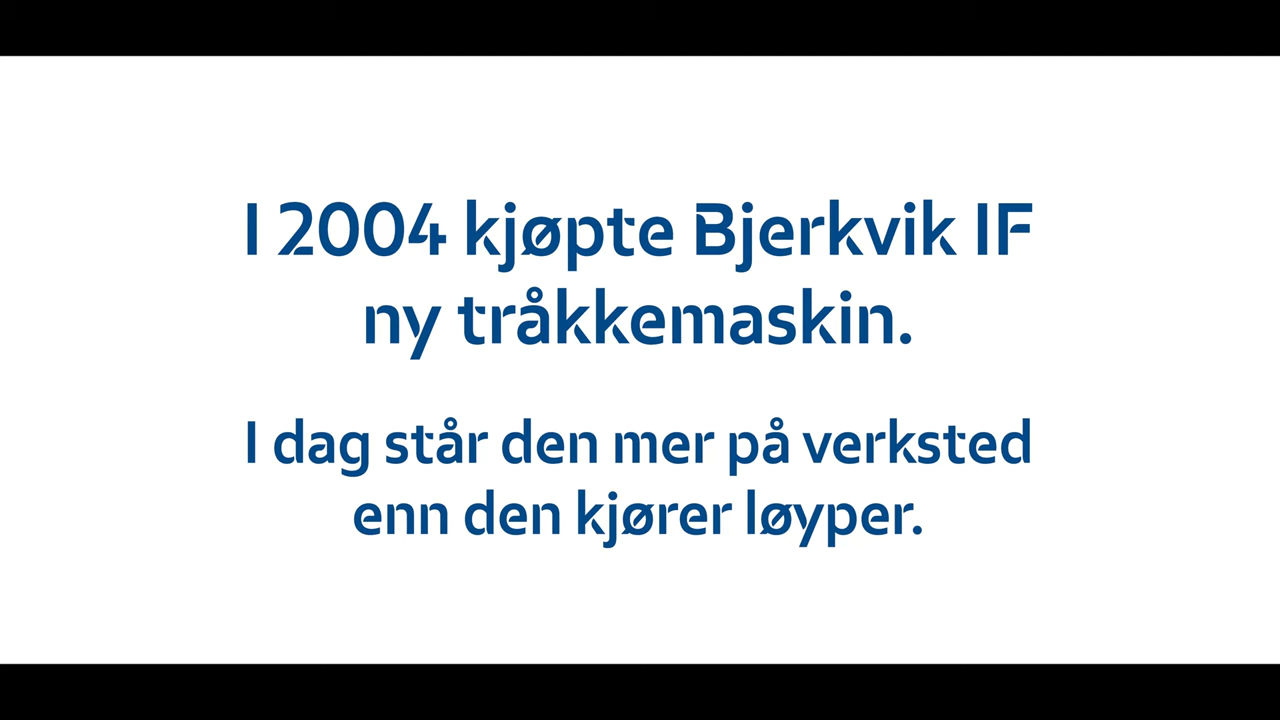 I 2004 kjøpte Bjerkvik IF
ny tråkkemaskin.
I dag står den mer på verksted
enn den kjører løyper.